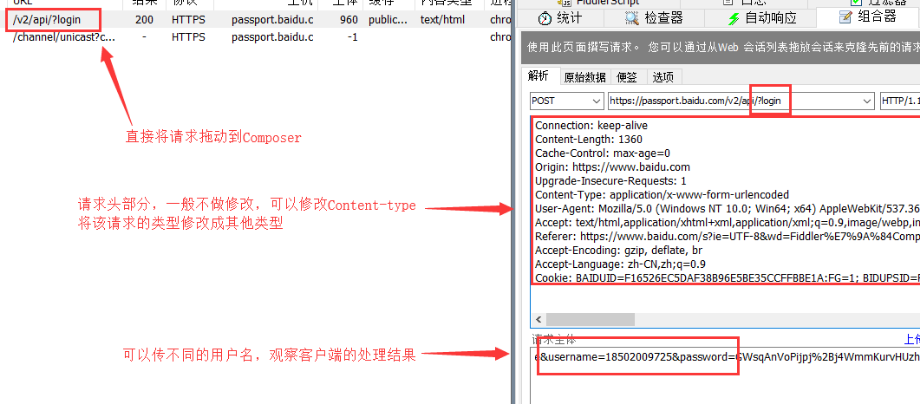 结果 协议 主机 主体 缓存 内容类型 进程
/v2/api/?login 200 HTTPS passport.baidu.c 960 public... text/html chro
/channel/unicast?c... - HTTPS passport.baidu.c -1 chro
直接将请求拖动到Composer
请求头部分，一般不做修改，可以修改Content-type
将该请求的类型修改成其他类型
可以传不同的用户名，观察客户端的处理结果
FiddlerScript 日志 过滤器
统计 检查器 自动响应 组合器
使用此页面撰写请求。 您可以通过从Web 会话列表拖放会话来克隆先前的请求
解析 原始数据 便签 选项
POST https://passport.baidu.com/v2/api/?login HTTP/1.1
Connection: keep-alive
Content-Length: 1360
Cache-Control: max-age=0
Origin: https://www.baidu.com
Upgrade-Insecure-Requests: 1
Content-Type: application/x-www-form-urlencoded
User-Agent: Mozilla/5.0 (Windows NT 10.0; Win64; x64) AppleWebKit/537.36
Accept: text/html,application/xhtml+xml,application/xml;q=0.9,image/webp,im
Referer: https://www.baidu.com/s?ie=UTF-8&wd=Fiddler%E7%9A%84Comp
Accept-Encoding: gzip, deflate, br
Accept-Language: zh-CN,zh;q=0.9
Cookie: BAIDUID=F16526EC5DAF38B96E5BE35CCFFBBE1A:FG=1; BIDUPSID=F
请求主体 上传
e&username=18502009725&password=GWsqAnVoPijpj%2Bj4WmmKurvHUzh